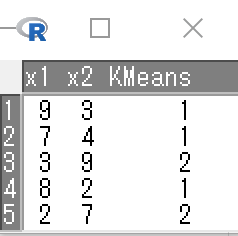 R
x1 x2 KMeans
1 9 3 1
2 7 4 1
3 3 9 2
4 8 2 1
5 2 7 2